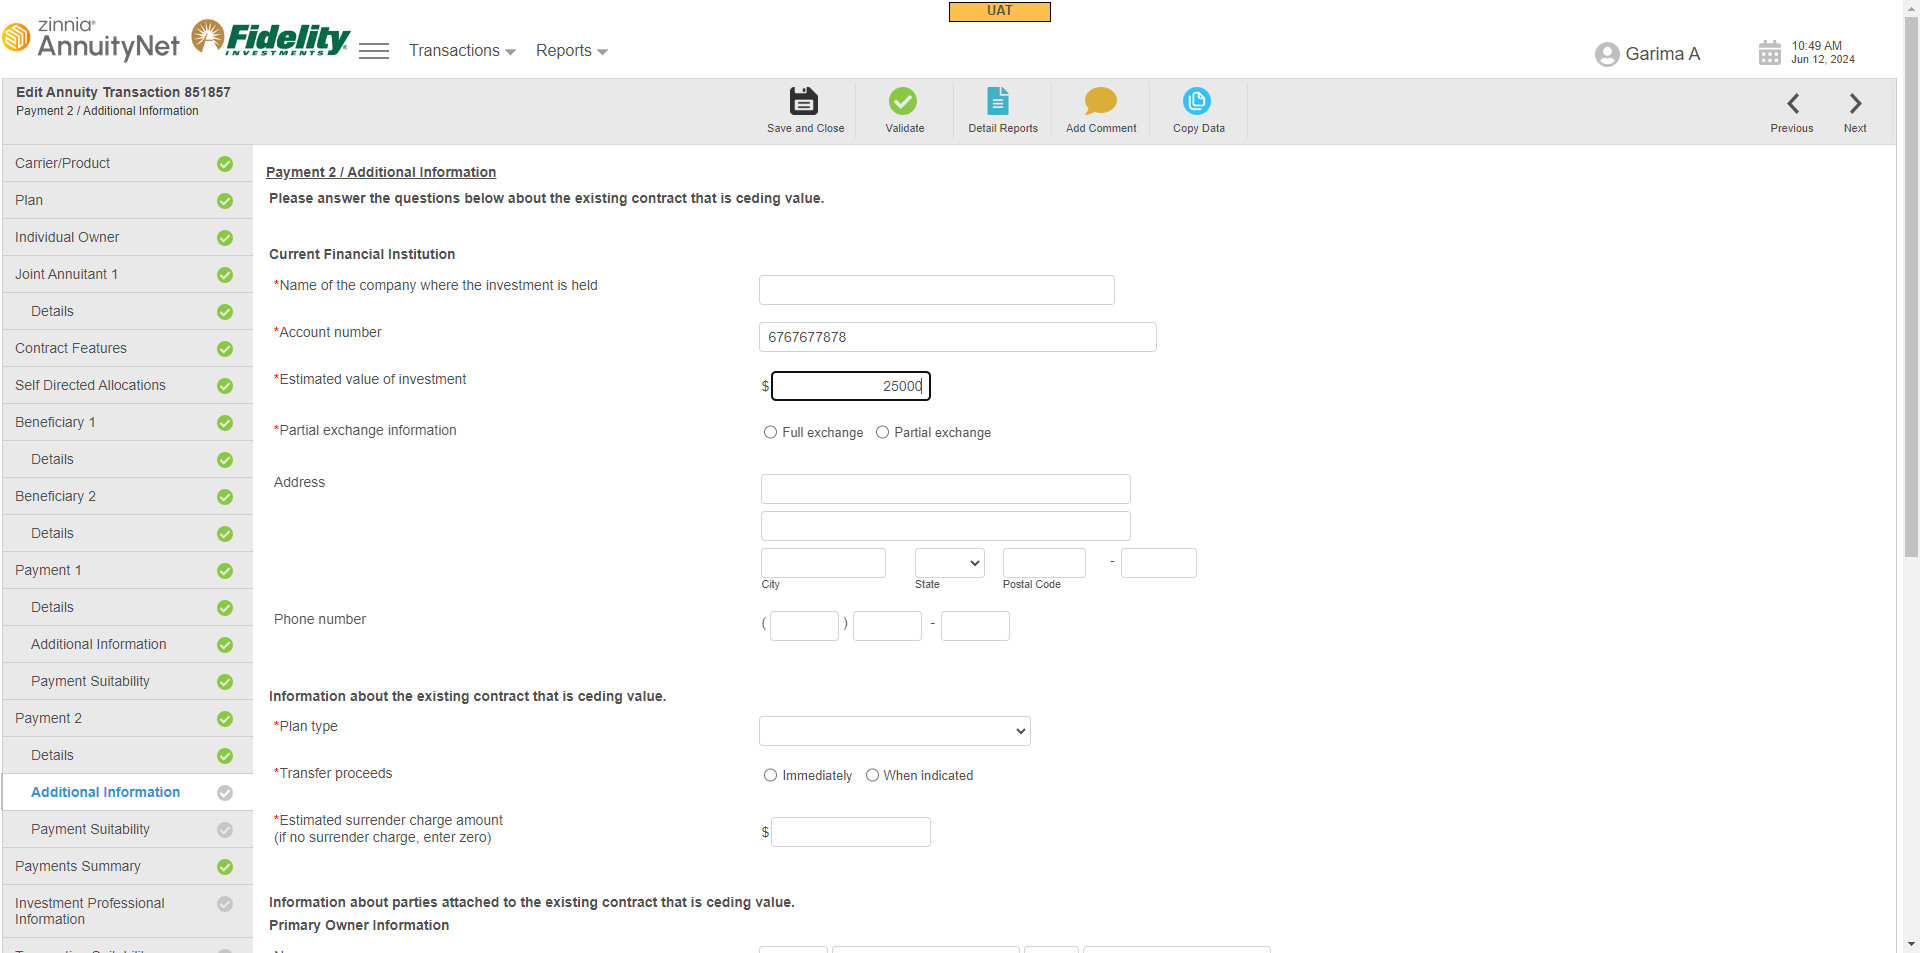 UAT
zinnia®
AnnuityNet
Fidelity
INVESTMENTS
Transactions
Reports
Garima A
10:49 AM
Jun 12, 2024
Edit Annuity Transaction 851857
Payment 2 / Additional Information
Save and Close
Validate
Detail Reports
Add Comment
Copy Data
Previous
Next
Carrier/Product
Plan
Individual Owner
Joint Annuitant 1
Details
Contract Features
Self Directed Allocations
Beneficiary 1
Details
Beneficiary 2
Details
Payment 1
Details
Additional Information
Payment Suitability
Payment 2
Details
Additional Information
Payment Suitability
Payments Summary
Investment Professional
Information
Payment 2 / Additional Information
Please answer the questions below about the existing contract that is ceding value.
Current Financial Institution
*Name of the company where the investment is held
*Account number
6767677878
*Estimated value of investment
$ 25000
*Partial exchange information
Full exchange Partial exchange
Address
-
City State Postal Code
Phone number
( ) -
Information about the existing contract that is ceding value.
*Plan type
*Transfer proceeds
Immediately When indicated
*Estimated surrender charge amount
(if no surrender charge, enter zero)
$
Information about parties attached to the existing contract that is ceding value.
Primary Owner Information